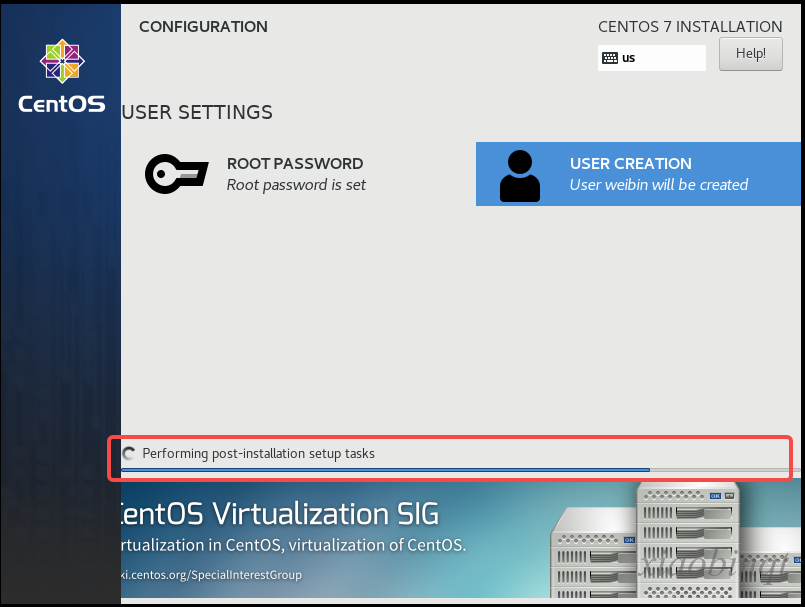 CONFIGURATION
CENTOS 7 INSTALLATION
us
Help!
CentOS
USER SETTINGS
ROOT PASSWORD
Root password is set
USER CREATION
User weibin will be created
Performing post-installation setup tasks
CentOS Virtualization SIG
rtualization in CentOS, virtualization of CentOS.
ki.centos.org/SpecialInterestGroup
OK
OK
OK